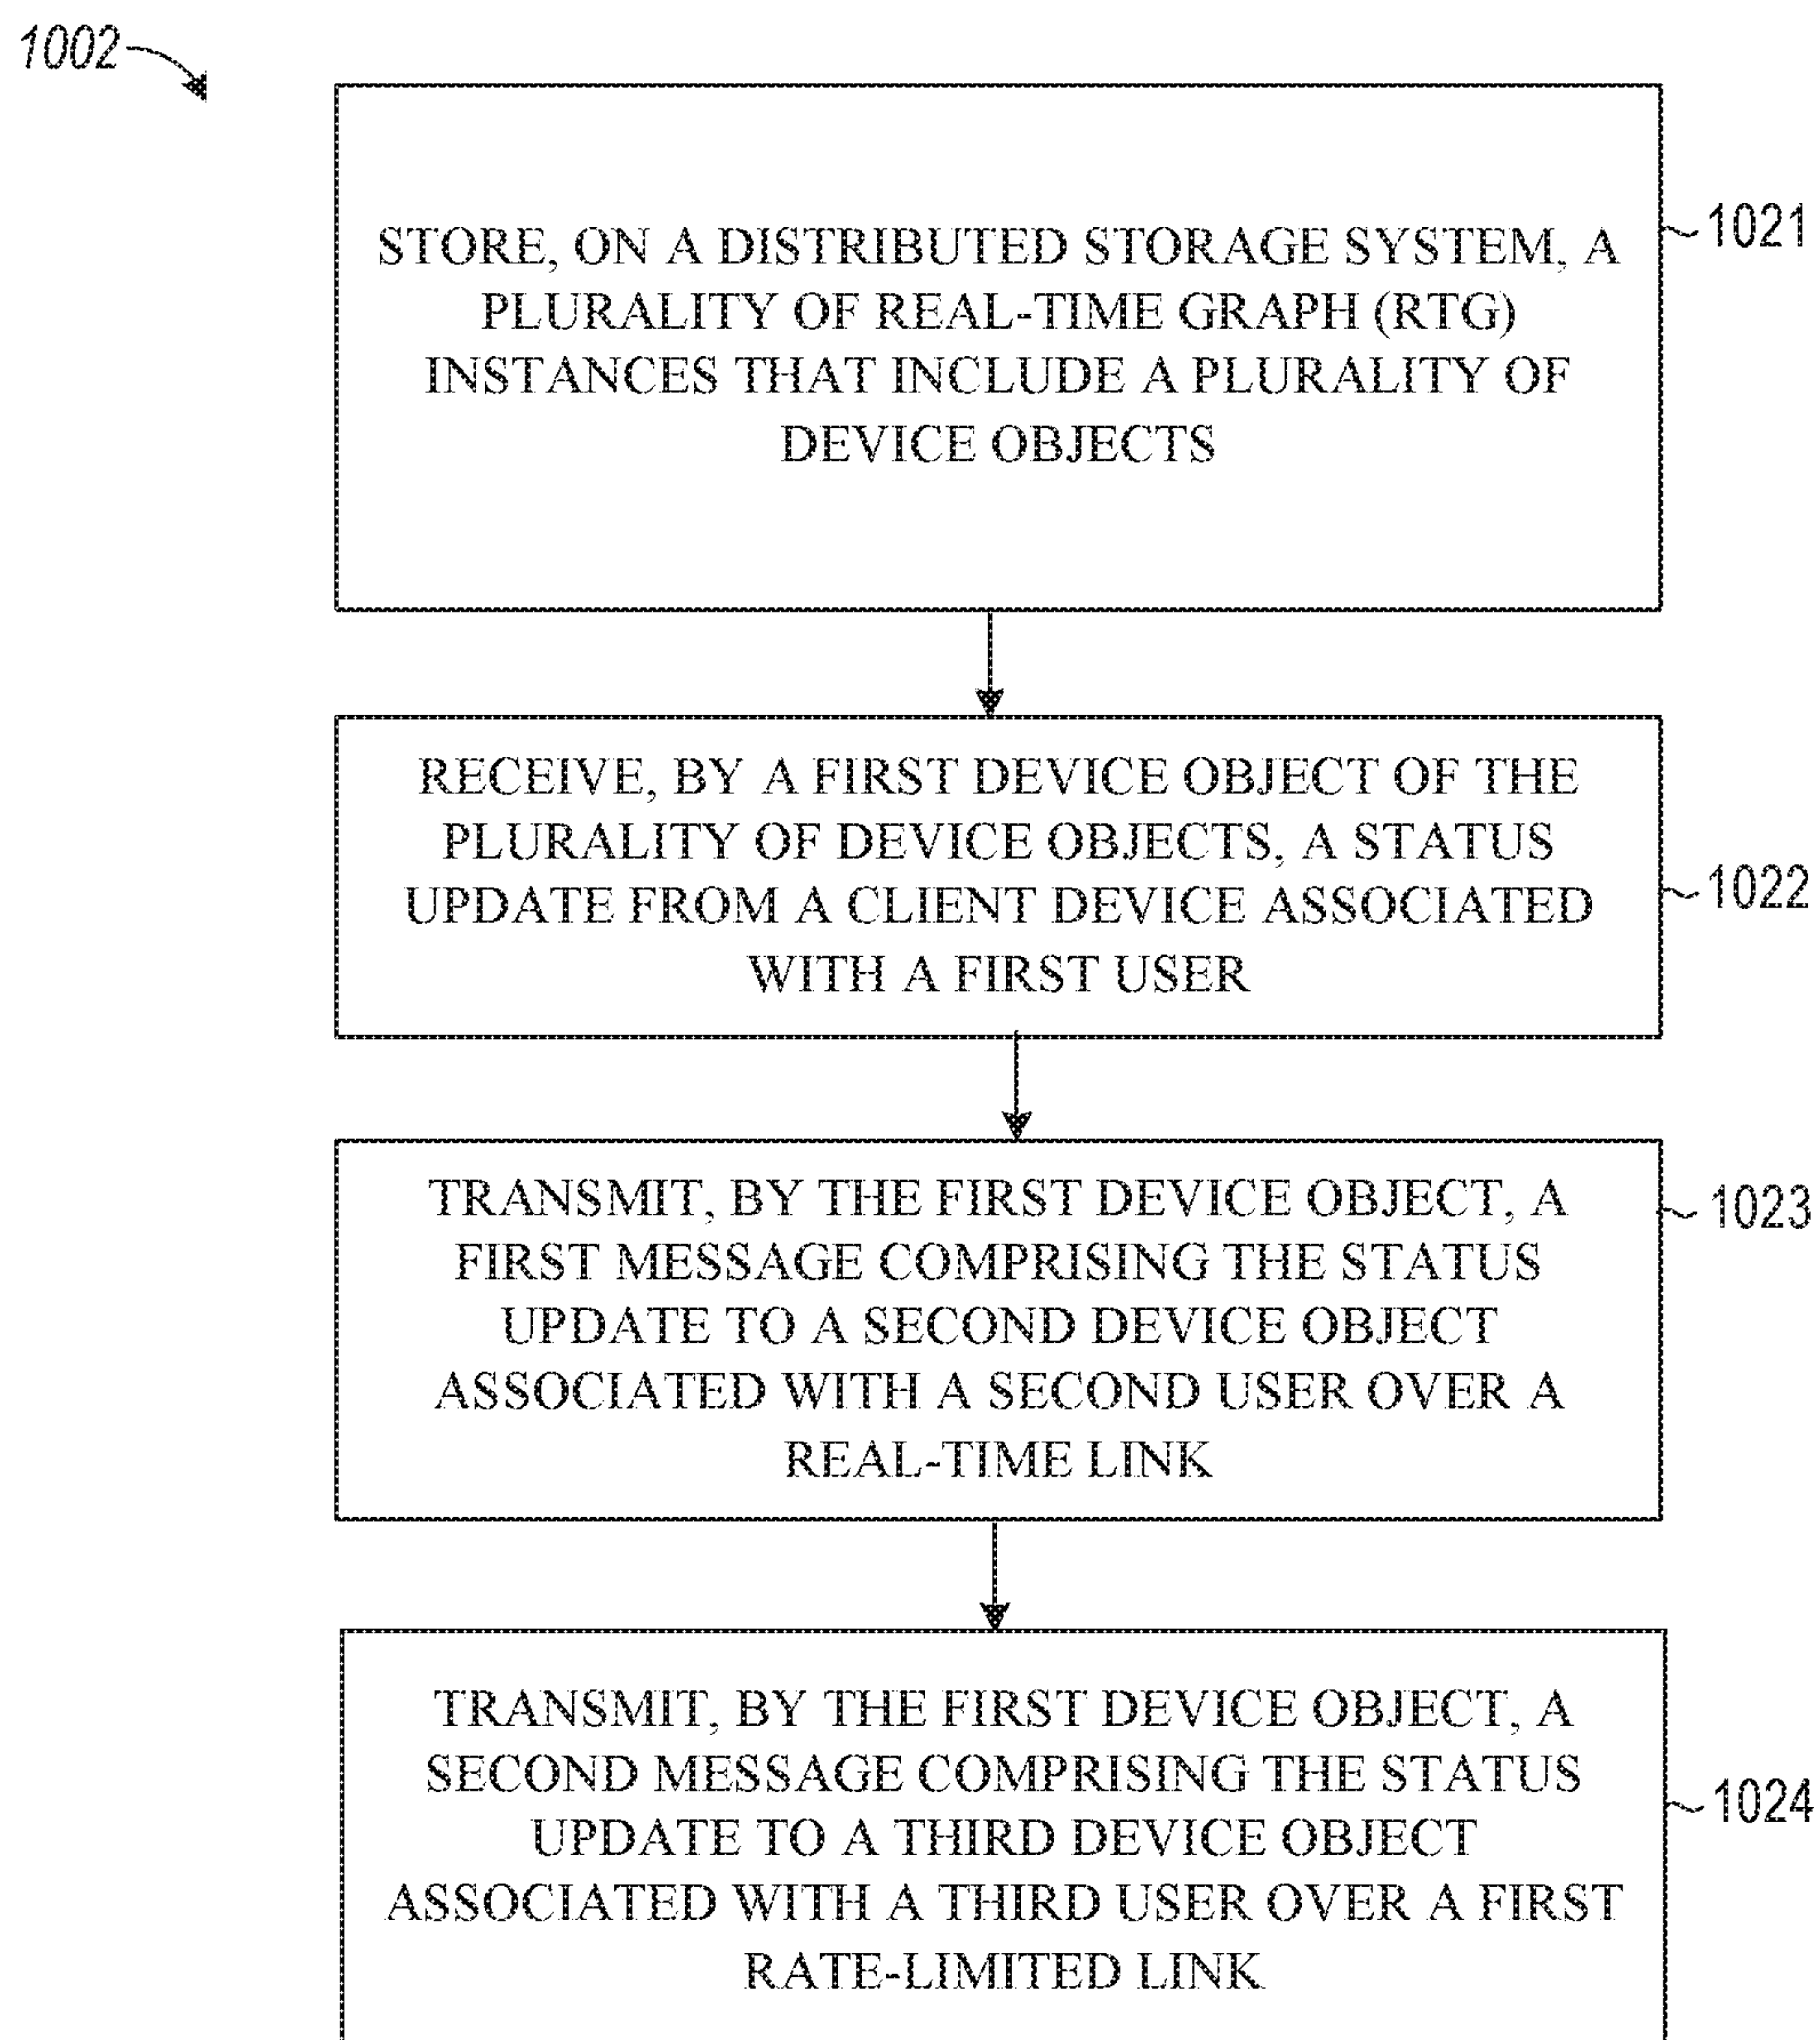 1002
STORE, ON A DISTRIBUTED STORAGE SYSTEM, A
PLURALITY OF REAL-TIME GRAPH (RTG)
INSTANCES THAT INCLUDE A PLURALITY OF
DEVICE OBJECTS
1021
RECEIVE, BY A FIRST DEVICE OBJECT OF THE
PLURALITY OF DEVICE OBJECTS, A STATUS
UPDATE FROM A CLIENT DEVICE ASSOCIATED
WITH A FIRST USER
1022
TRANSMIT, BY THE FIRST DEVICE OBJECT, A
FIRST MESSAGE COMPRISING THE STATUS
UPDATE TO A SECOND DEVICE OBJECT
ASSOCIATED WITH A SECOND USER OVER A
REAL-TIME LINK
1023
TRANSMIT, BY THE FIRST DEVICE OBJECT, A
SECOND MESSAGE COMPRISING THE STATUS
UPDATE TO A THIRD DEVICE OBJECT
ASSOCIATED WITH A THIRD USER OVER A FIRST
RATE-LIMITED LINK
1024